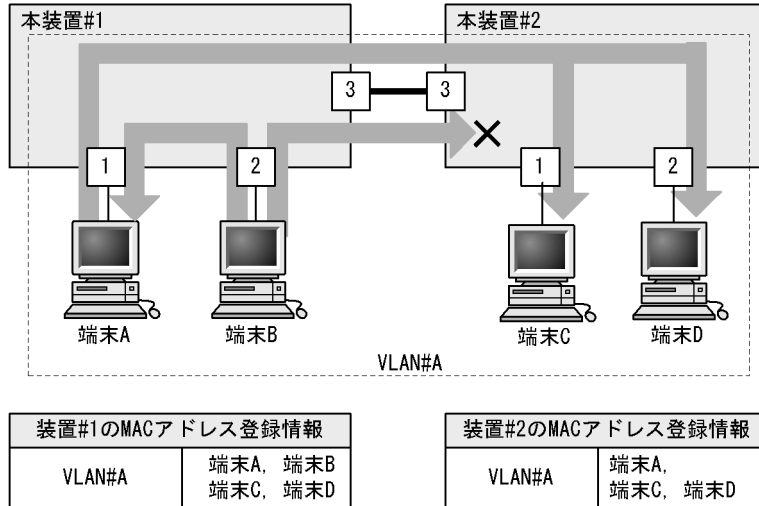 本装置#1
本装置#2
3
3
1
2
1
2
端末A
端末B
端末C
端末D
VLAN#A
装置#1のMACアドレス登録情報
VLAN#A
端末A, 端末B
端末C, 端末D
装置#2のMACアドレス登録情報
VLAN#A
端末A,
端末C, 端末D